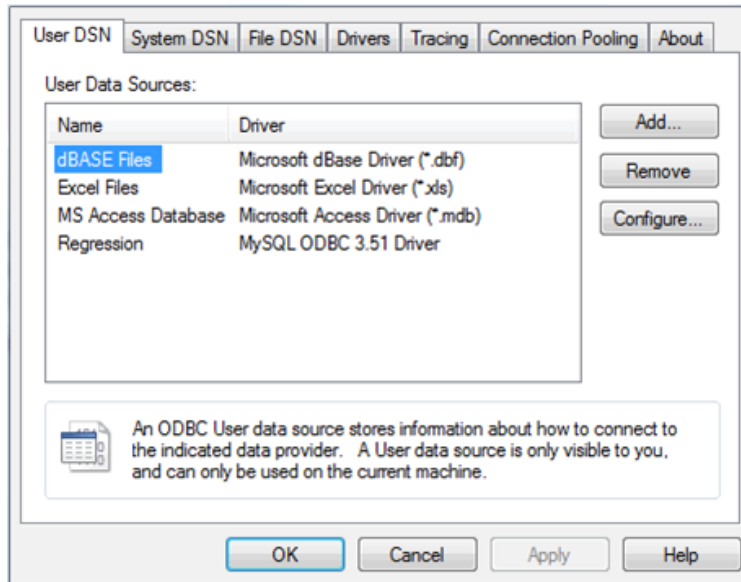 User DSN System DSN File DSN Drivers Tracing Connection Pooling About
User Data Sources:
Name Driver
dBASE Files Microsoft dBase Driver (*.dbf)
Excel Files Microsoft Excel Driver (*.xls)
MS Access Database Microsoft Access Driver (*.mdb)
Regression MySQL ODBC 3.51 Driver
Add...
Remove
Configure...
An ODBC User data source stores information about how to connect to
the indicated data provider. A User data source is only visible to you,
and can only be used on the current machine.
OK Cancel Apply Help